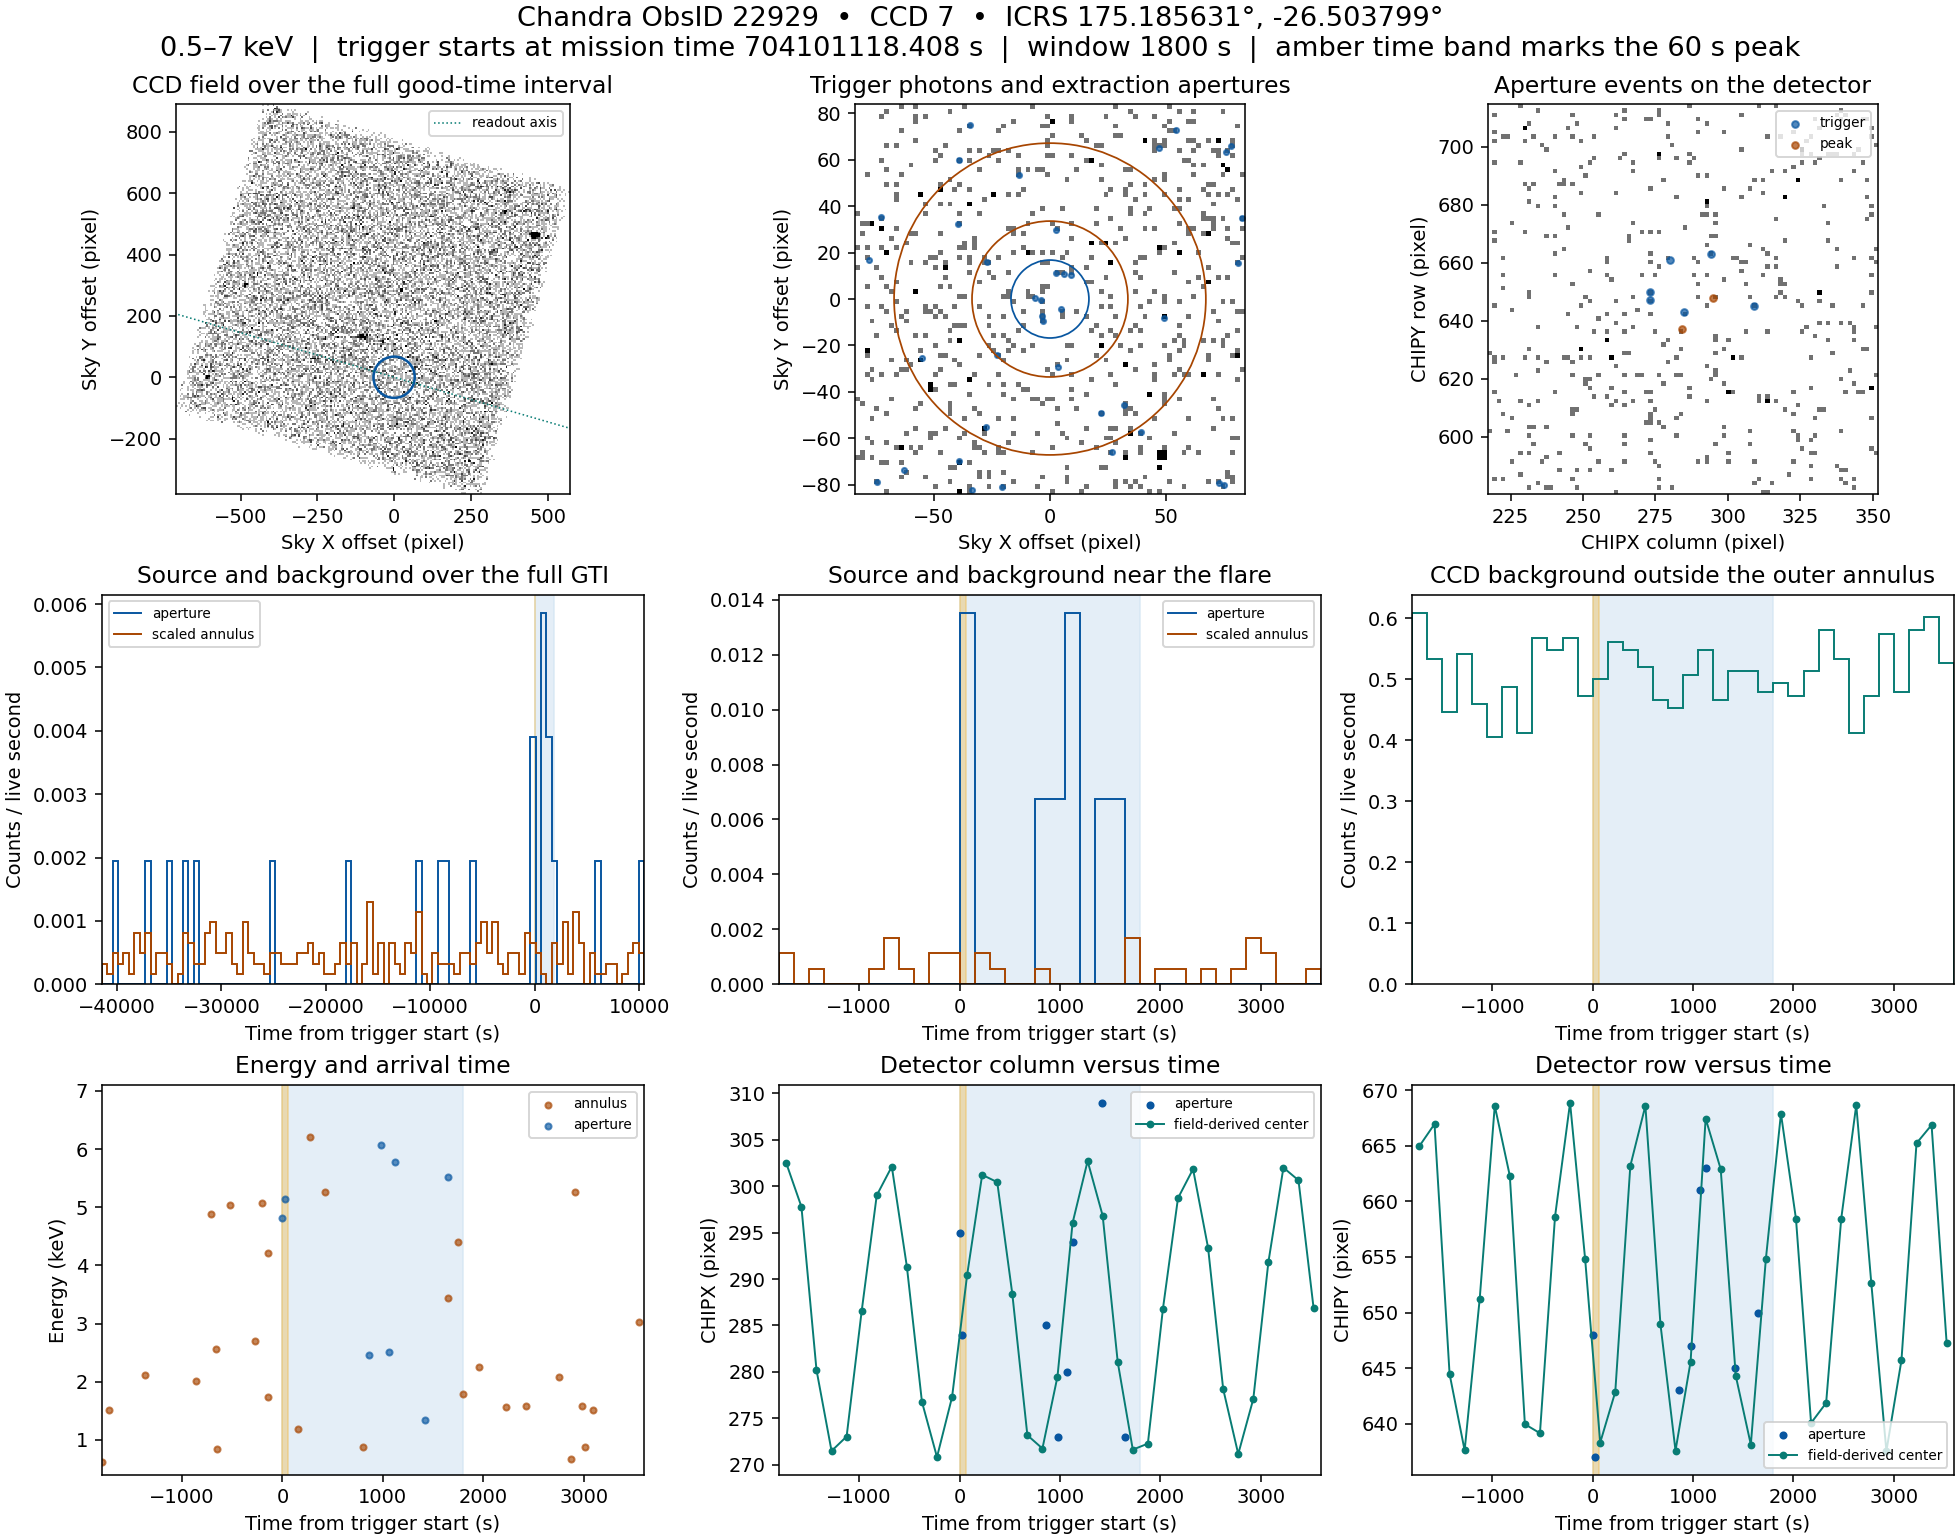 Chandra ObsID 22929 • CCD 7 • ICRS 175.185631°, -26.503799°
0.5–7 keV | trigger starts at mission time 704101118.408 s | window 1800 s | amber time band marks the 60 s peak
CCD field over the full good-time interval
readout axis
800
600
400
200
0
−200
−500
−250
0
250
500
Sky Y offset (pixel)
Sky X offset (pixel)
Trigger photons and extraction apertures
80
60
40
20
0
−20
−40
−60
−80
−50
0
50
Sky Y offset (pixel)
Sky X offset (pixel)
Aperture events on the detector
trigger
peak
700
680
660
640
620
600
225
250
275
300
325
350
CHIPY row (pixel)
CHIPX column (pixel)
Source and background over the full GTI
aperture
scaled annulus
0.006
0.005
0.004
0.003
0.002
0.001
0.000
−40000
−30000
−20000
−10000
0
10000
Counts / live second
Time from trigger start (s)
Source and background near the flare
aperture
scaled annulus
0.014
0.012
0.010
0.008
0.006
0.004
0.002
0.000
−1000
0
1000
2000
3000
Counts / live second
Time from trigger start (s)
CCD background outside the outer annulus
0.6
0.5
0.4
0.3
0.2
0.1
0.0
−1000
0
1000
2000
3000
Counts / live second
Time from trigger start (s)
Energy and arrival time
annulus
aperture
7
6
5
4
3
2
1
−1000
0
1000
2000
3000
Energy (keV)
Time from trigger start (s)
Detector column versus time
aperture
field-derived center
310
305
300
295
290
285
280
275
270
−1000
0
1000
2000
3000
CHIPX (pixel)
Time from trigger start (s)
Detector row versus time
670
665
660
655
650
645
640
aperture
field-derived center
−1000
0
1000
2000
3000
CHIPY (pixel)
Time from trigger start (s)